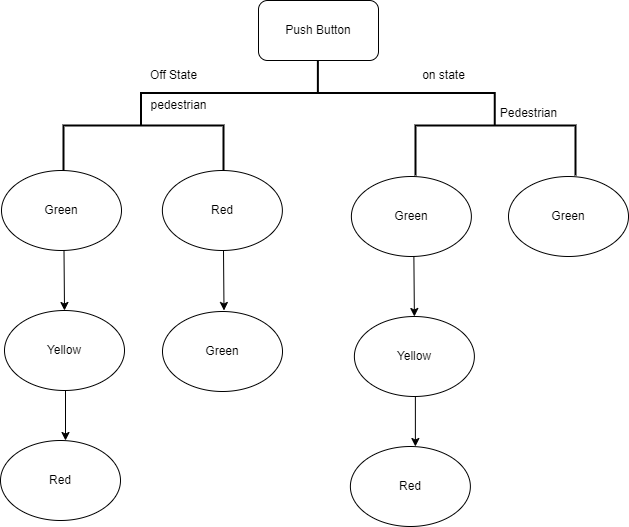 Push Button
Off State
on state
pedestrian
Pedestrian
Green
Red
Green
Green
Yellow
Green
Yellow
Red
Red